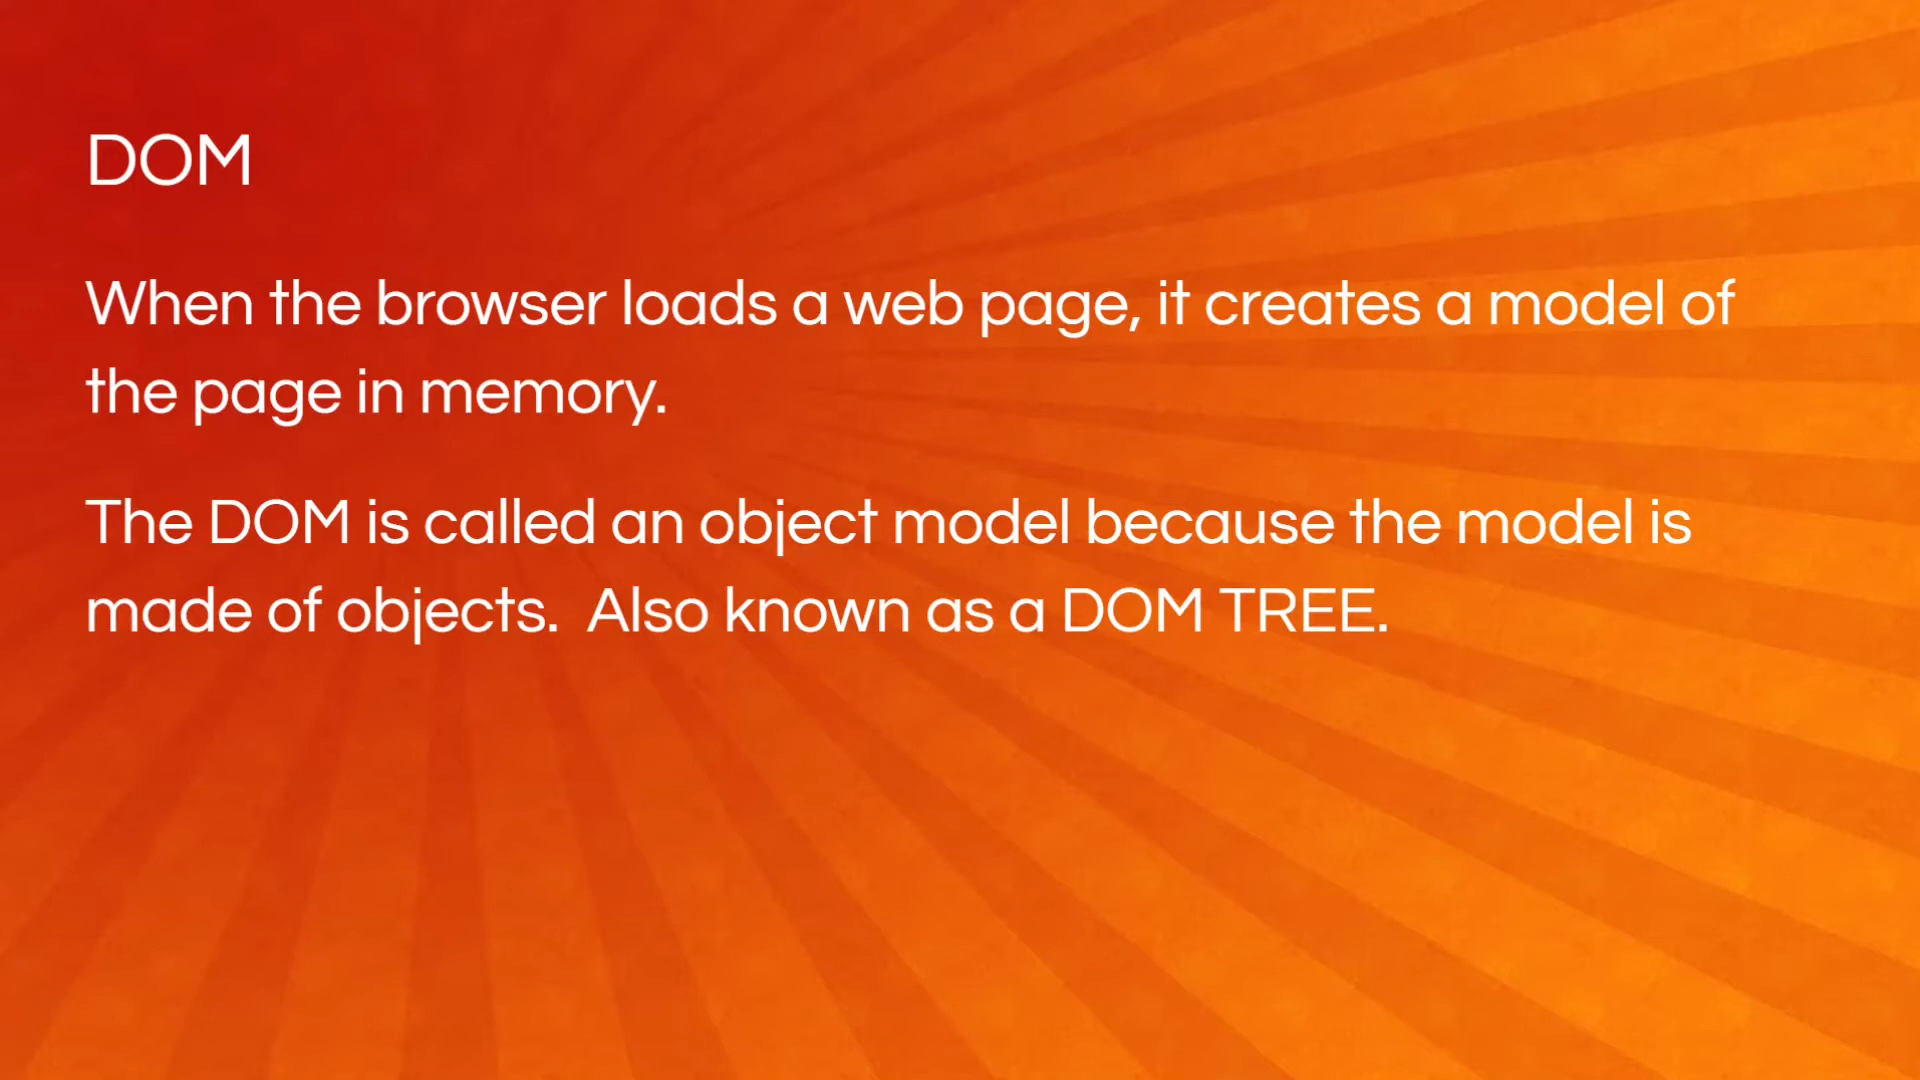 DOM
When the browser loads a web page, it creates a model of
the page in memory.
The DOM is called an object model because the model is
made of objects.  Also known as a DOM TREE.